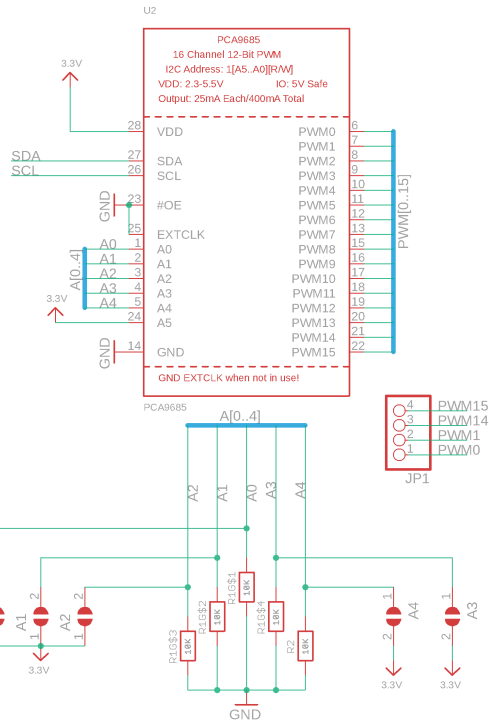 U2
PCA9685
16 Channel 12-Bit PWM
I2C Address: 1[A5..A0][R/W]
VDD: 2.3-5.5V IO: 5V Safe
Output: 25mA Each/400mA Total
3.3V
28 VDD
SDA 27 SDA
SCL 26 SCL
GND 23 #OE
25 EXTCLK
A[0..4]
A0 1 A0
A1 2 A1
A2 3 A2
A3 4 A3
A4 5 A4
3.3V 24 A5
GND 14 GND
PWM0 6
PWM1 7
PWM2 8
PWM3 9
PWM4 10
PWM5 11
PWM6 12
PWM7 13
PWM8 15
PWM9 16
PWM10 17
PWM11 18
PWM12 19
PWM13 20
PWM14 21
PWM15 22
PWM[0..15]
GND EXTCLK when not in use!
PCA9685
4 PWM15
3 PWM14
2 PWM1
1 PWM0
JP1
A[0..4]
A2 A1 A0 A3 A4
R1G$1 10K
R1G$2 10K
R1G$4 10K
R1G$3 10K
R2 10K
2 A1 1
2 A2 1
3.3V
1 A4 2
1 A3 2
3.3V 3.3V
GND